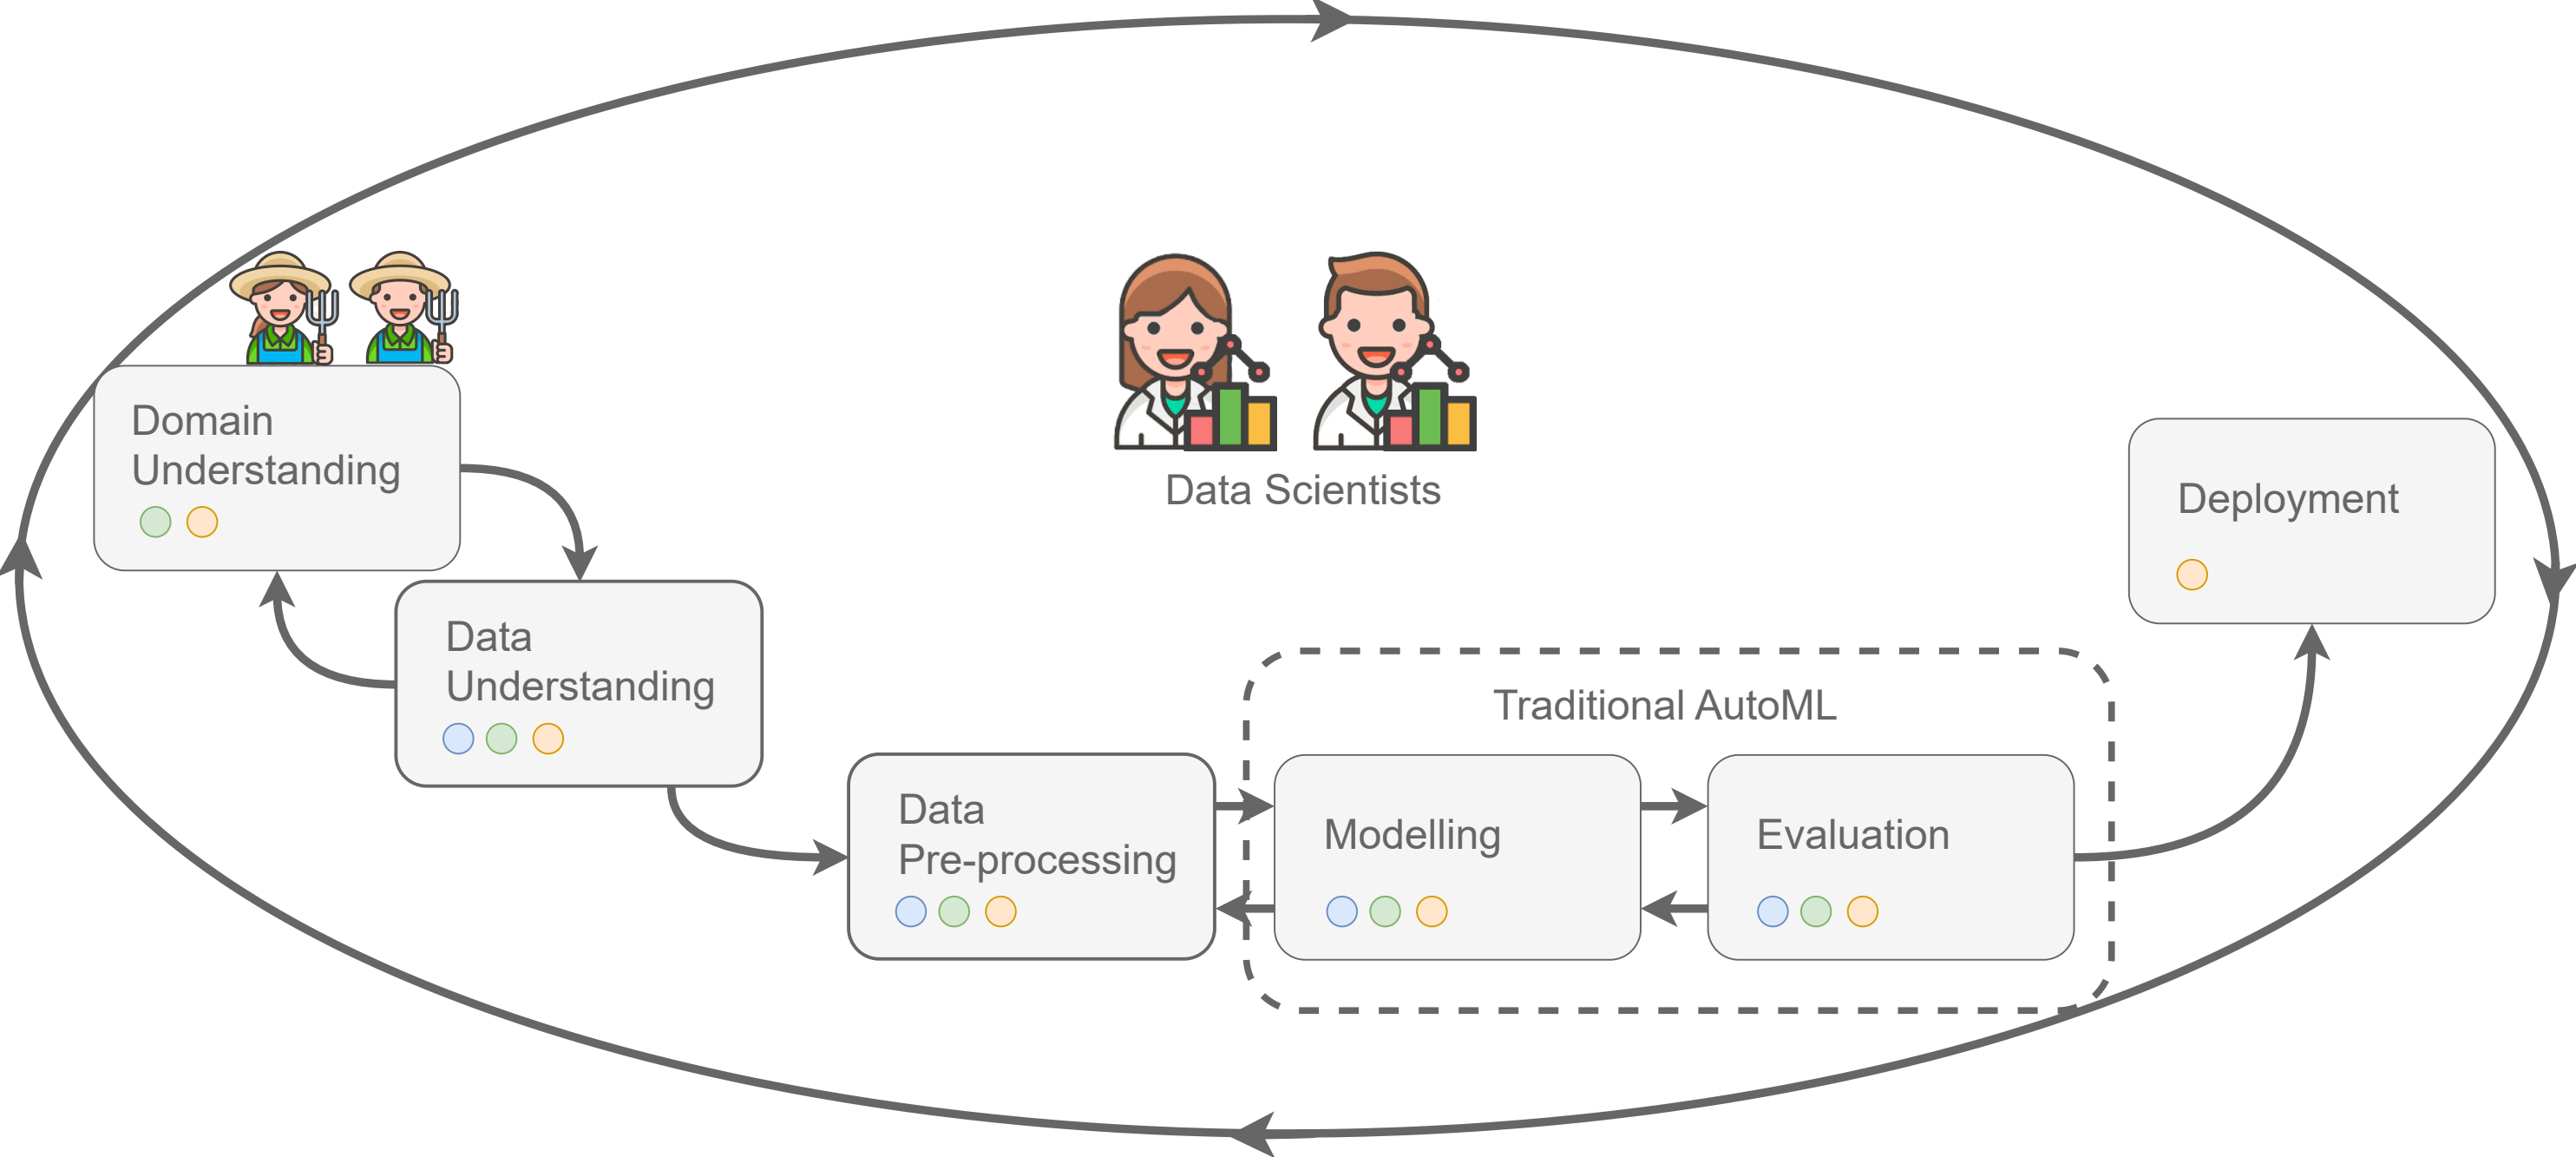 Domain
Understanding
Data Scientists
Deployment
Data
Understanding
Traditional AutoML
Data
Pre-processing
Modelling
Evaluation